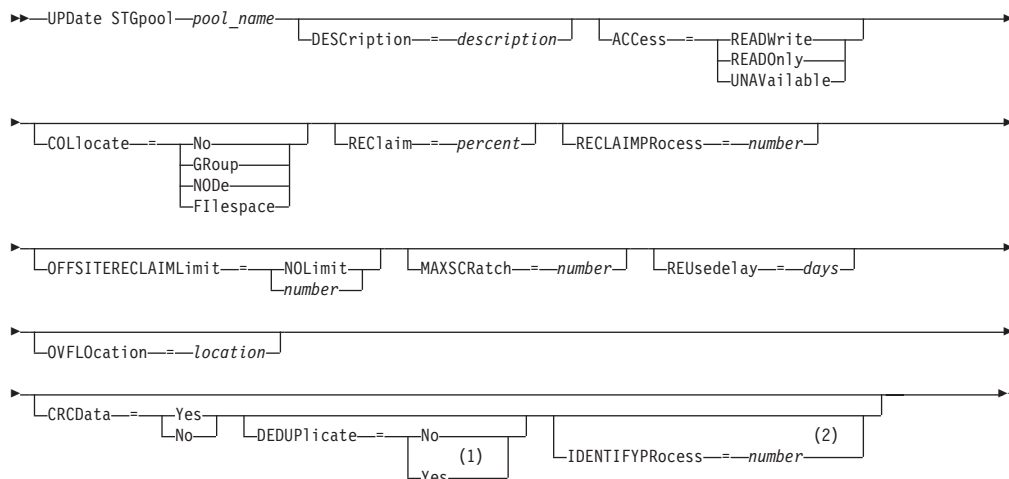 UPDate STGpool pool_name
DESCription = description
ACCess = READWrite
READOnly
UNAVailable
COLlocate = No
GRoup
NODe
FIlespace
REClaim = percent
RECLAIMPRocess = number
OFFSITERECLAIMLimit = NOLimit
number
MAXSCRatch = number
REUsedelay = days
OVFLOcation = location
CRCData = Yes
No
DEDUPlicate = No
(1)
Yes
(2)
IDENTIFYPRocess = number